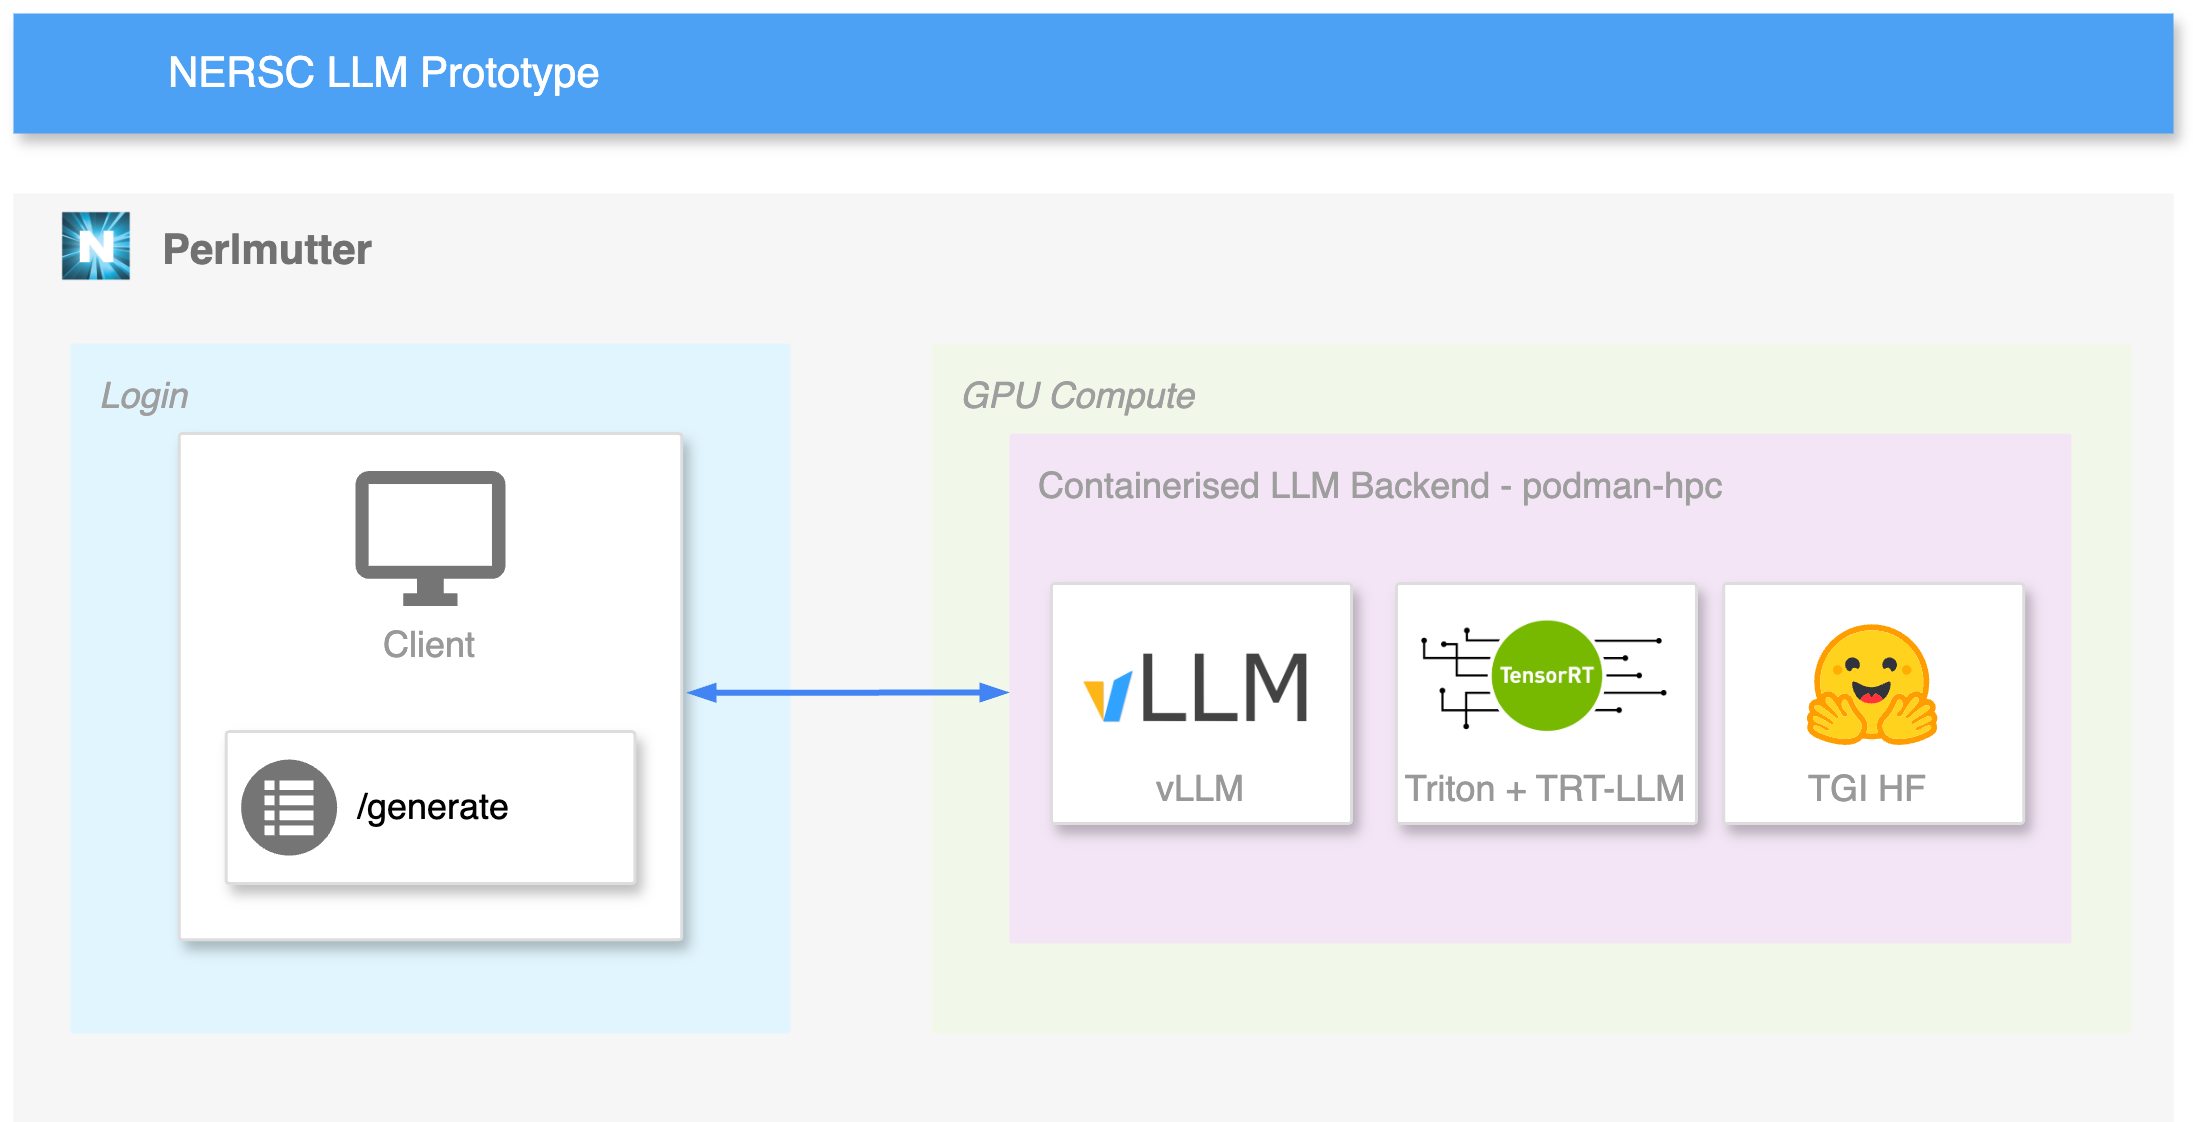 NERSC LLM Prototype
N
Perlmutter
Login
Client
/generate
GPU Compute
Containerised LLM Backend - podman-hpc
vLLM
vLLM
TensorRT
Triton + TRT-LLM
TGI HF